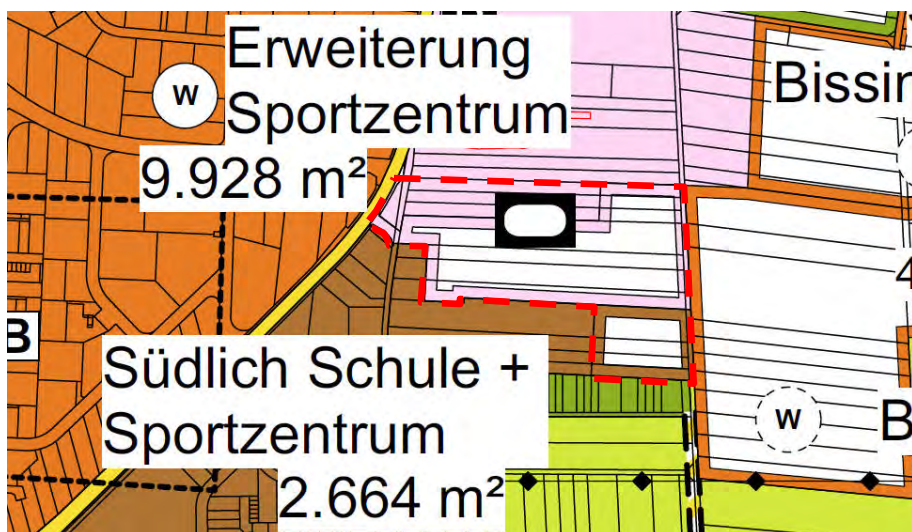 Erweiterung
Sportzentrum
9.928 m²
W
Bissin
4
B
Südlich Schule +
Sportzentrum
2.664 m²
W
B